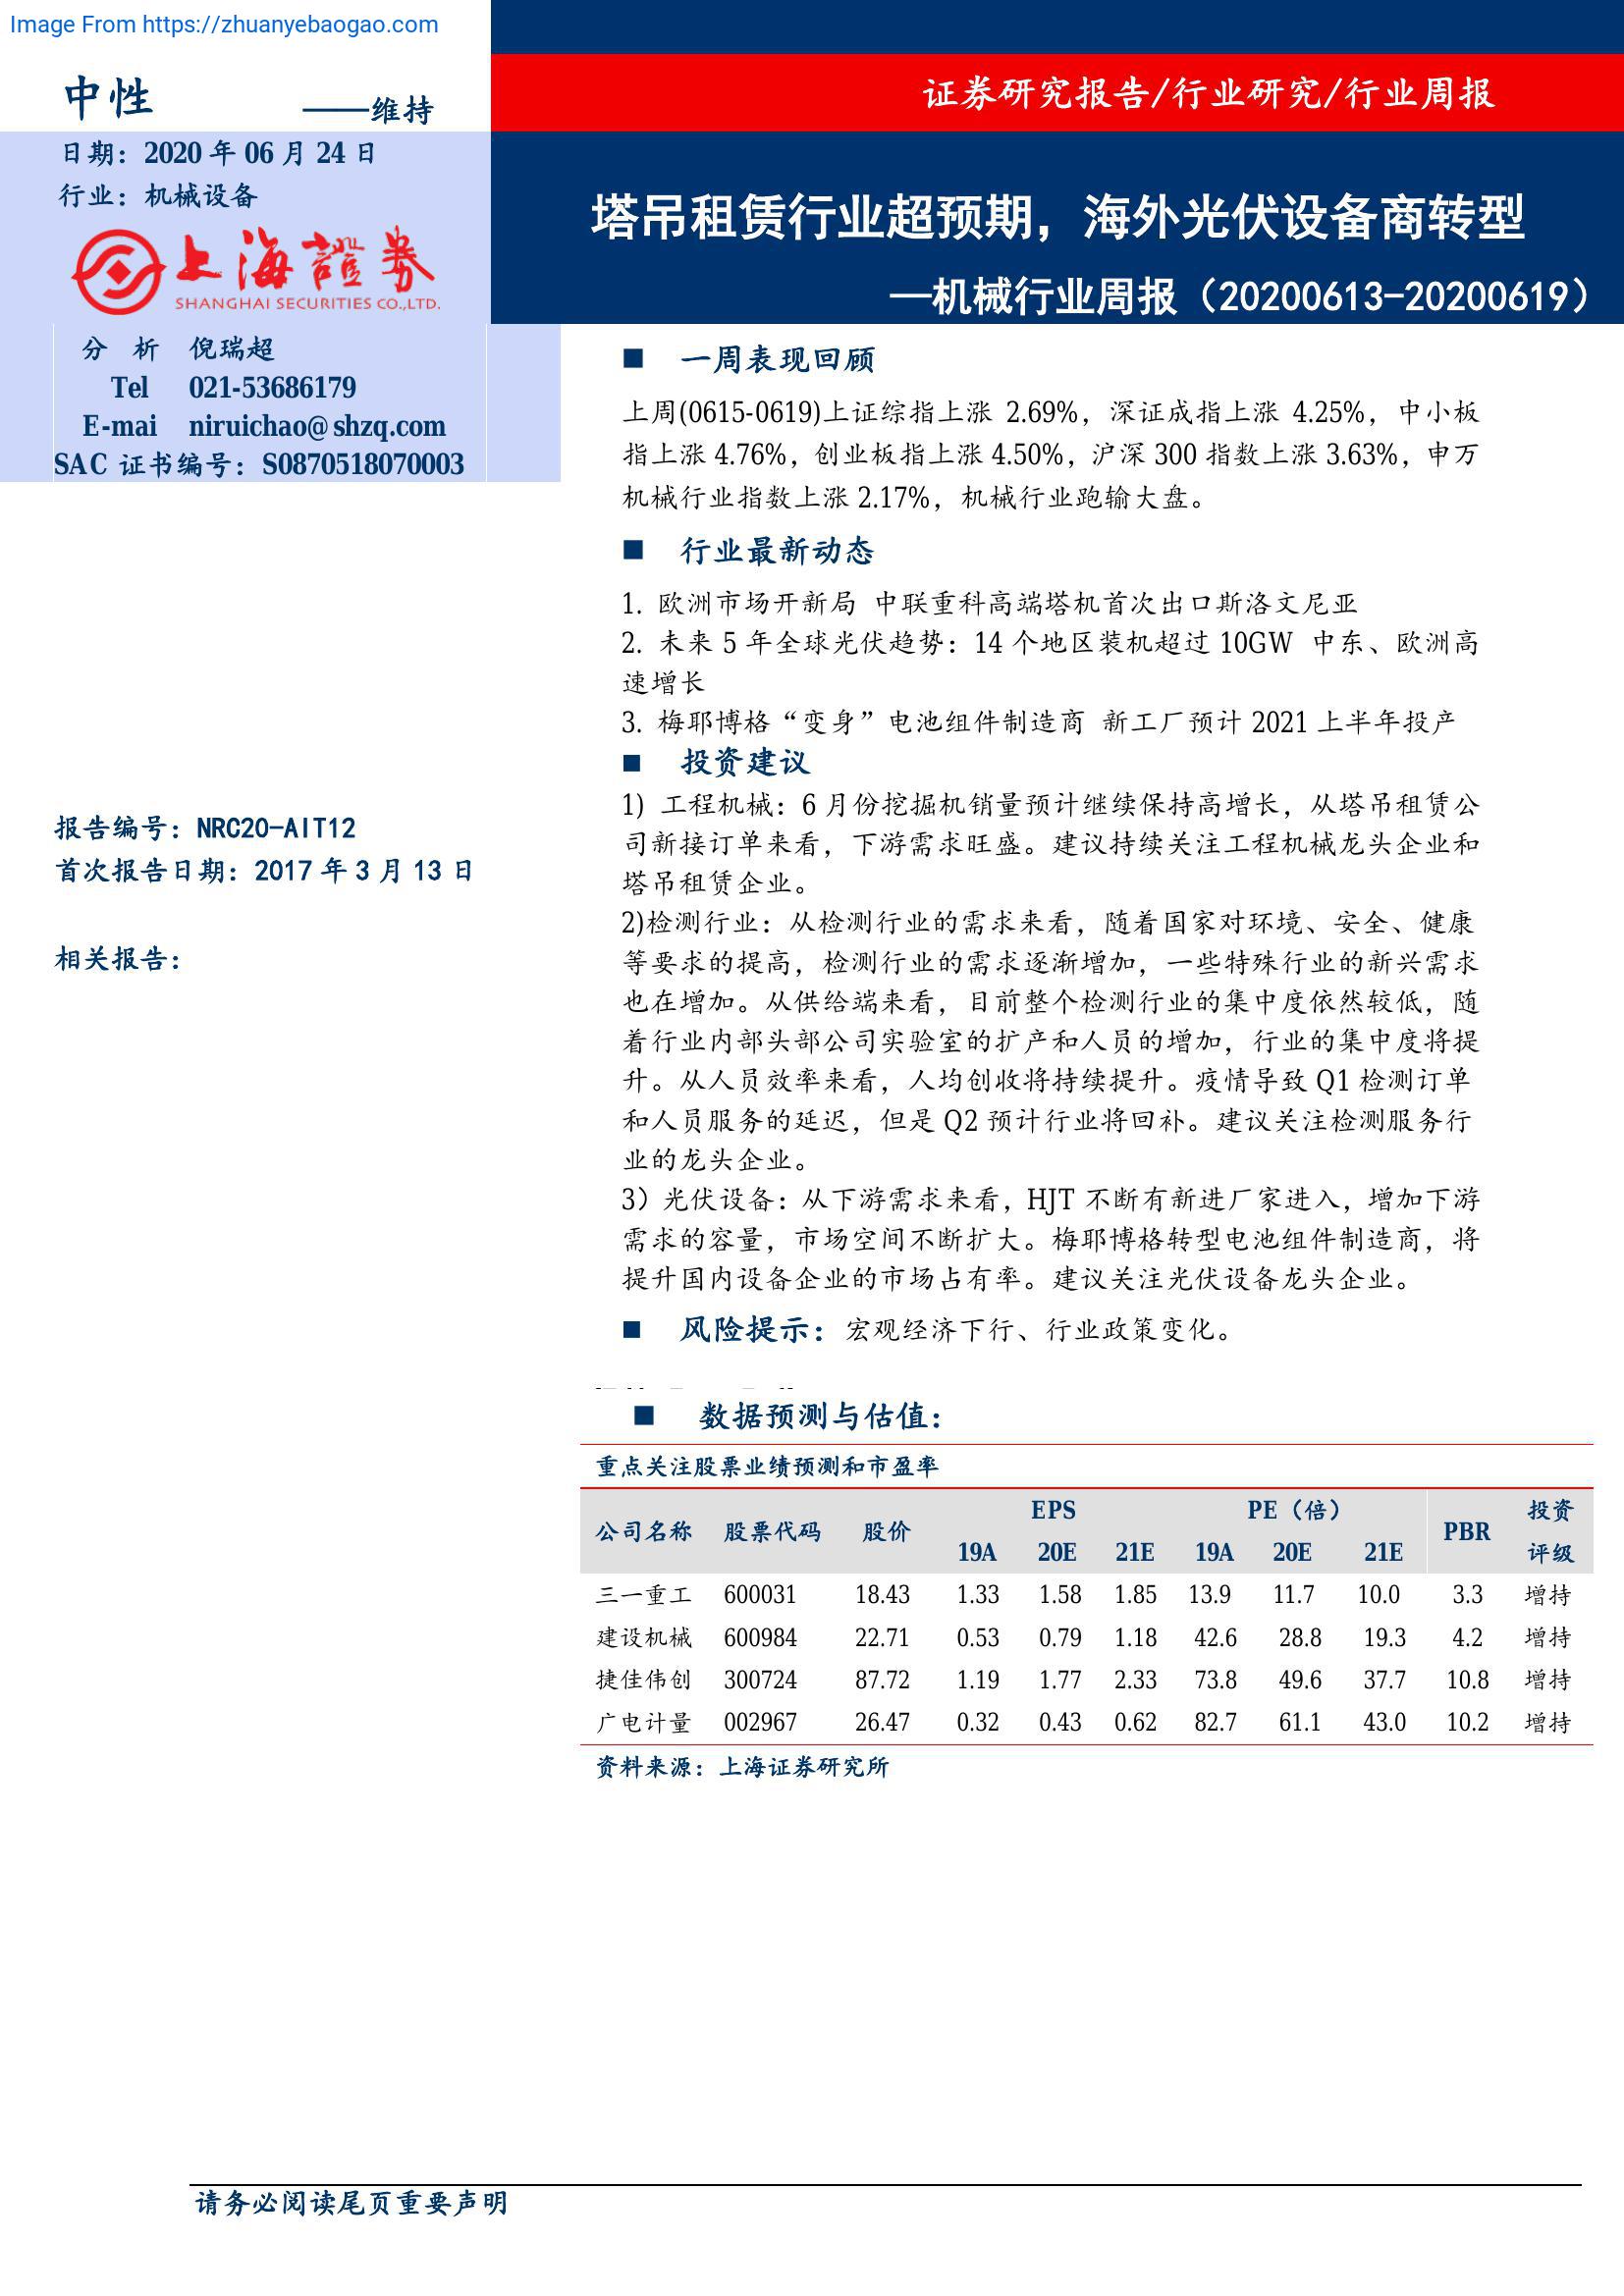 Image From https://zhuanyebaogao.com
中性 ——维持
证券研究报告/行业研究/行业周报
日期：2020 年 06 月 24 日
行业：机械设备
上海證券
SHANGHAI SECURITIES CO.,LTD.
塔吊租赁行业超预期，海外光伏设备商转型
—机械行业周报（20200613-20200619）
分 析 倪瑞超
Tel 021-53686179
E-mai niruichao@shzq.com
SAC 证书编号：S0870518070003
报告编号：NRC20-AIT12
首次报告日期：2017 年 3 月 13 日
相关报告：
■ 一周表现回顾
上周(0615-0619)上证综指上涨 2.69%，深证成指上涨 4.25%，中小板
指上涨 4.76%，创业板指上涨 4.50%，沪深 300 指数上涨 3.63%，申万
机械行业指数上涨 2.17%，机械行业跑输大盘。
■ 行业最新动态
1. 欧洲市场开新局 中联重科高端塔机首次出口斯洛文尼亚
2. 未来 5 年全球光伏趋势：14 个地区装机超过 10GW 中东、欧洲高
速增长
3. 梅耶博格“变身”电池组件制造商 新工厂预计 2021 上半年投产
■ 投资建议
1) 工程机械：6 月份挖掘机销量预计继续保持高增长，从塔吊租赁公
司新接订单来看，下游需求旺盛。建议持续关注工程机械龙头企业和
塔吊租赁企业。
2)检测行业：从检测行业的需求来看，随着国家对环境、安全、健康
等要求的提高，检测行业的需求逐渐增加，一些特殊行业的新兴需求
也在增加。从供给端来看，目前整个检测行业的集中度依然较低，随
着行业内部头部公司实验室的扩产和人员的增加，行业的集中度将提
升。从人员效率来看，人均创收将持续提升。疫情导致 Q1 检测订单
和人员服务的延迟，但是 Q2 预计行业将回补。建议关注检测服务行
业的龙头企业。
3）光伏设备：从下游需求来看，HJT 不断有新进厂家进入，增加下游
需求的容量，市场空间不断扩大。梅耶博格转型电池组件制造商，将
提升国内设备企业的市场占有率。建议关注光伏设备龙头企业。
■ 风险提示：宏观经济下行、行业政策变化。
■ 数据预测与估值：
重点关注股票业绩预测和市盈率
公司名称 股票代码 股价 EPS PE（倍） PBR 投资
19A 20E 21E 19A 20E 21E 评级
三一重工 600031 18.43 1.33 1.58 1.85 13.9 11.7 10.0 3.3 增持
建设机械 600984 22.71 0.53 0.79 1.18 42.6 28.8 19.3 4.2 增持
捷佳伟创 300724 87.72 1.19 1.77 2.33 73.8 49.6 37.7 10.8 增持
广电计量 002967 26.47 0.32 0.43 0.62 82.7 61.1 43.0 10.2 增持
资料来源：上海证券研究所
请务必阅读尾页重要声明